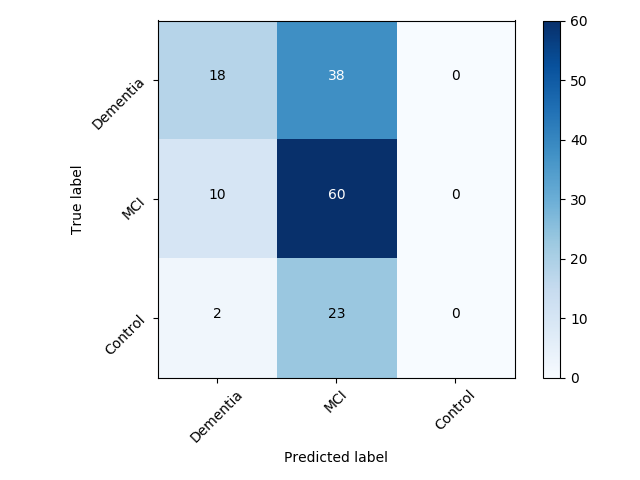 Dementia 18 38 0
MCI 10 60 0
Control 2 23 0
Dementia MCI Control
True label
Predicted label
60
50
40
30
20
10
0